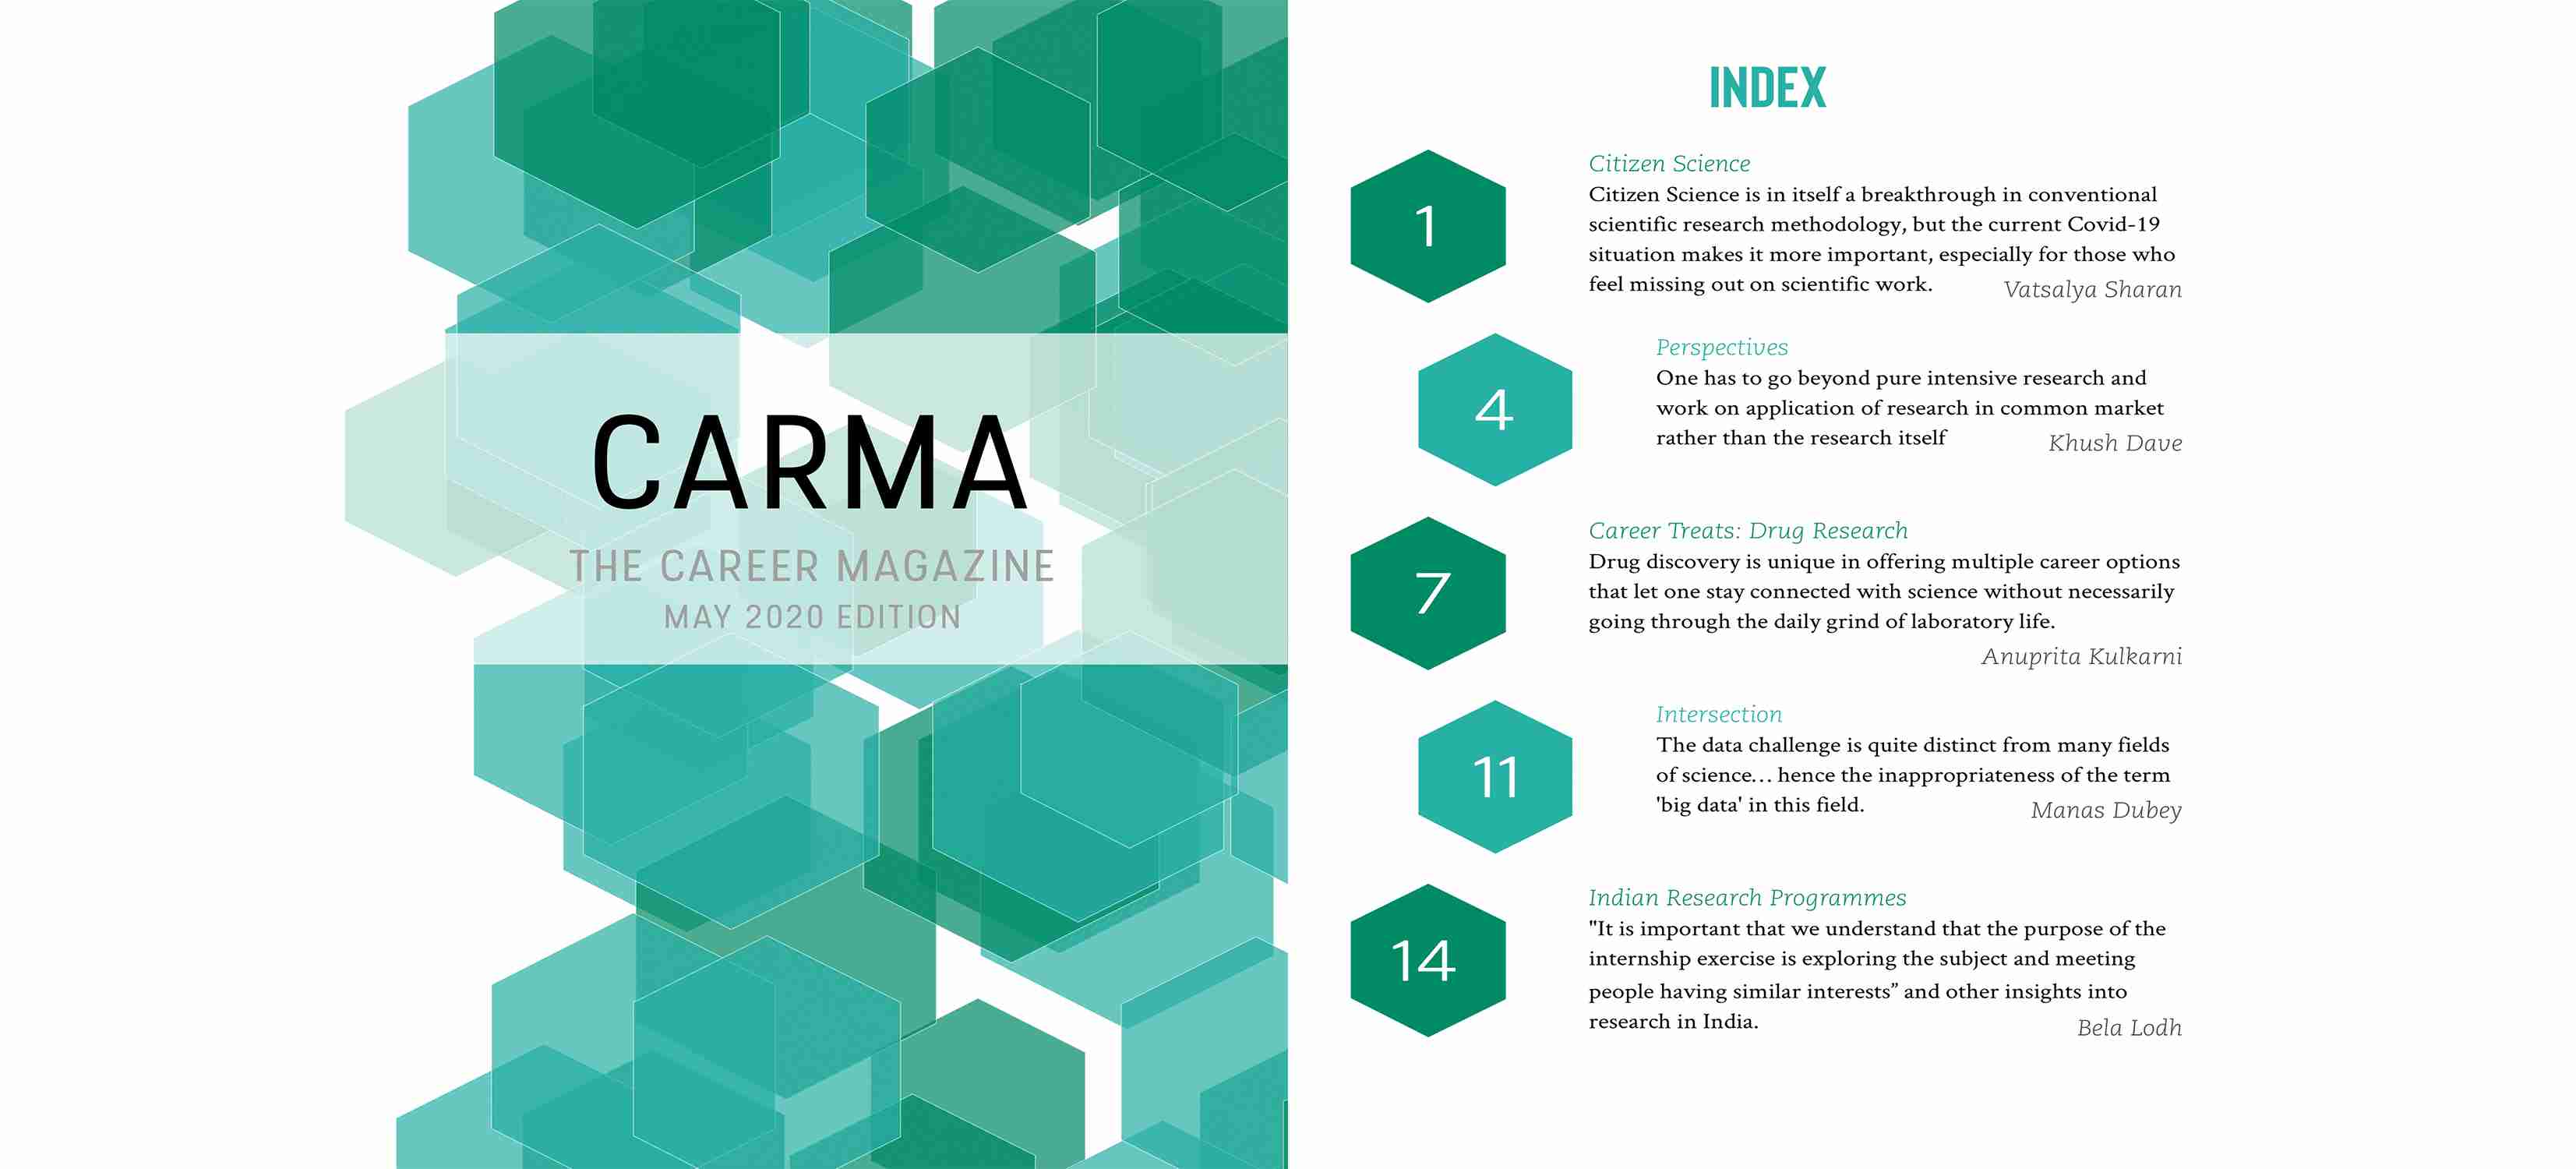 CARMA
THE CAREER MAGAZINE
MAY 2020 EDITION
INDEX
1
Citizen Science
Citizen Science is in itself a breakthrough in conventional
scientific research methodology, but the current Covid-19
situation makes it more important, especially for those who
feel missing out on scientific work.
Vatsalya Sharan
4
Perspectives
One has to go beyond pure intensive research and
work on application of research in common market
rather than the research itself
Khush Dave
7
Career Treats: Drug Research
Drug discovery is unique in offering multiple career options
that let one stay connected with science without necessarily
going through the daily grind of laboratory life.
Anuprita Kulkarni
11
Intersection
The data challenge is quite distinct from many fields
of science... hence the inappropriateness of the term
'big data' in this field.
Manas Dubey
14
Indian Research Programmes
"It is important that we understand that the purpose of the
internship exercise is exploring the subject and meeting
people having similar interests” and other insights into
research in India.
Bela Lodh